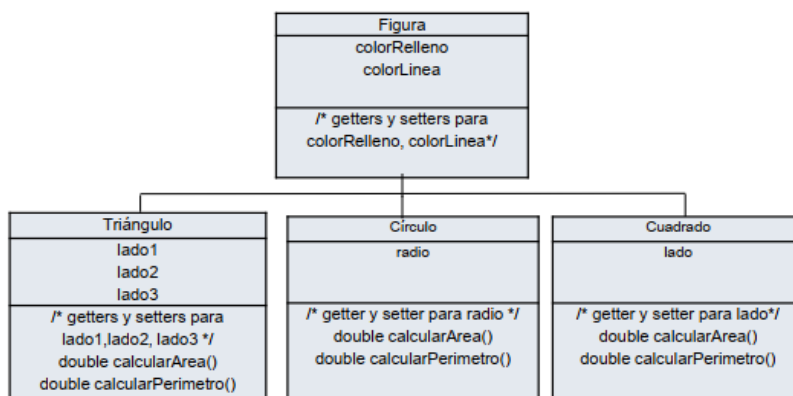 Figura
colorRelleno
colorLinea
/* getters y setters para
colorRelleno, colorLinea*/
Triángulo
lado1
lado2
lado3
/* getters y setters para
lado1,lado2, lado3 */
double calcularArea()
double calcularPerimetro()
Círculo
radio
/* getter y setter para radio */
double calcularArea()
double calcularPerimetro()
Cuadrado
lado
/* getter y setter para lado*/
double calcularArea()
double calcularPerimetro()